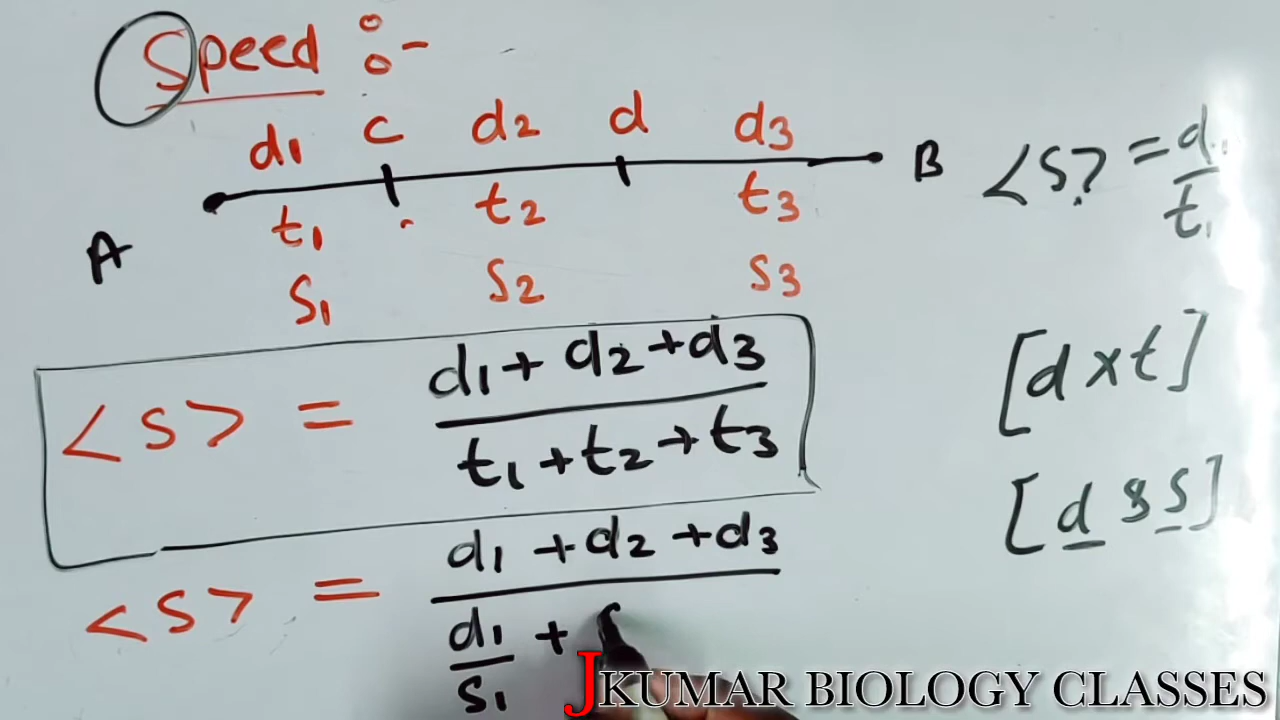 Speed :-
d1 c d2 d d3
A B
t1 t2 t3
S1 S2 S3
<S> = d1 + d2 + d3
t1 + t2 + t3
<S> = d1 + d2 + d3
d1 +
S1
<S> = d1
t1
[d x t]
[d & s]
JKUMAR BIOLOGY CLASSES